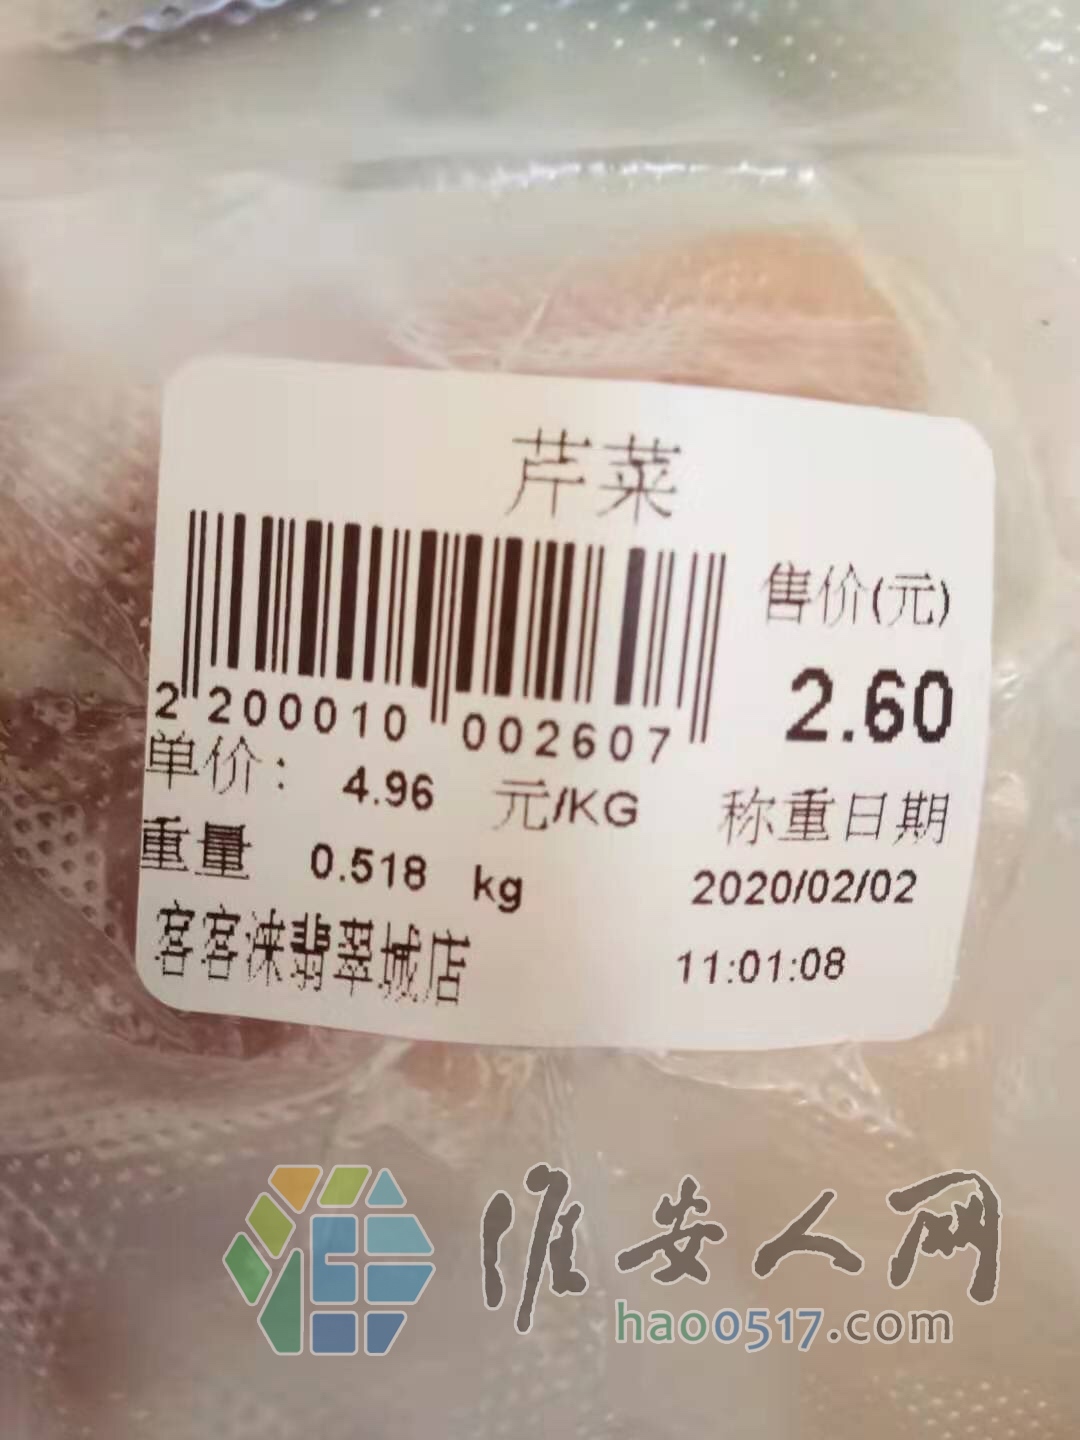 芹菜
售价(元)
2.60
2 200010 002607
单价： 4.96 元/KG
称重日期
重量 0.518 kg
2020/02/02
客客涞翡翠城店
11:01:08
淮安人网
hao0517.com